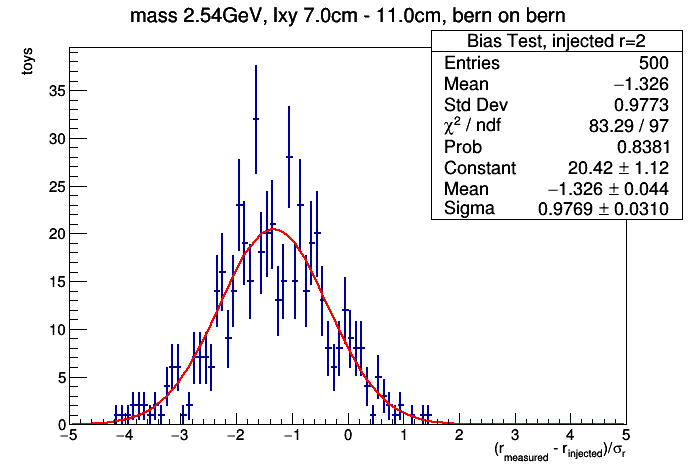 mass 2.54GeV, lxy 7.0cm - 11.0cm, bern on bern
Bias Test, injected r=2
Entries 500
Mean −1.326
Std Dev 0.9773
χ² / ndf 83.29 / 97
Prob 0.8381
Constant 20.42 ± 1.12
Mean −1.326 ± 0.044
Sigma 0.9769 ± 0.0310
toys
35
30
25
20
15
10
5
0
−5 −4 −3 −2 −1 0 1 2 3 4 5
(r_measured - r_injected)/σ_r